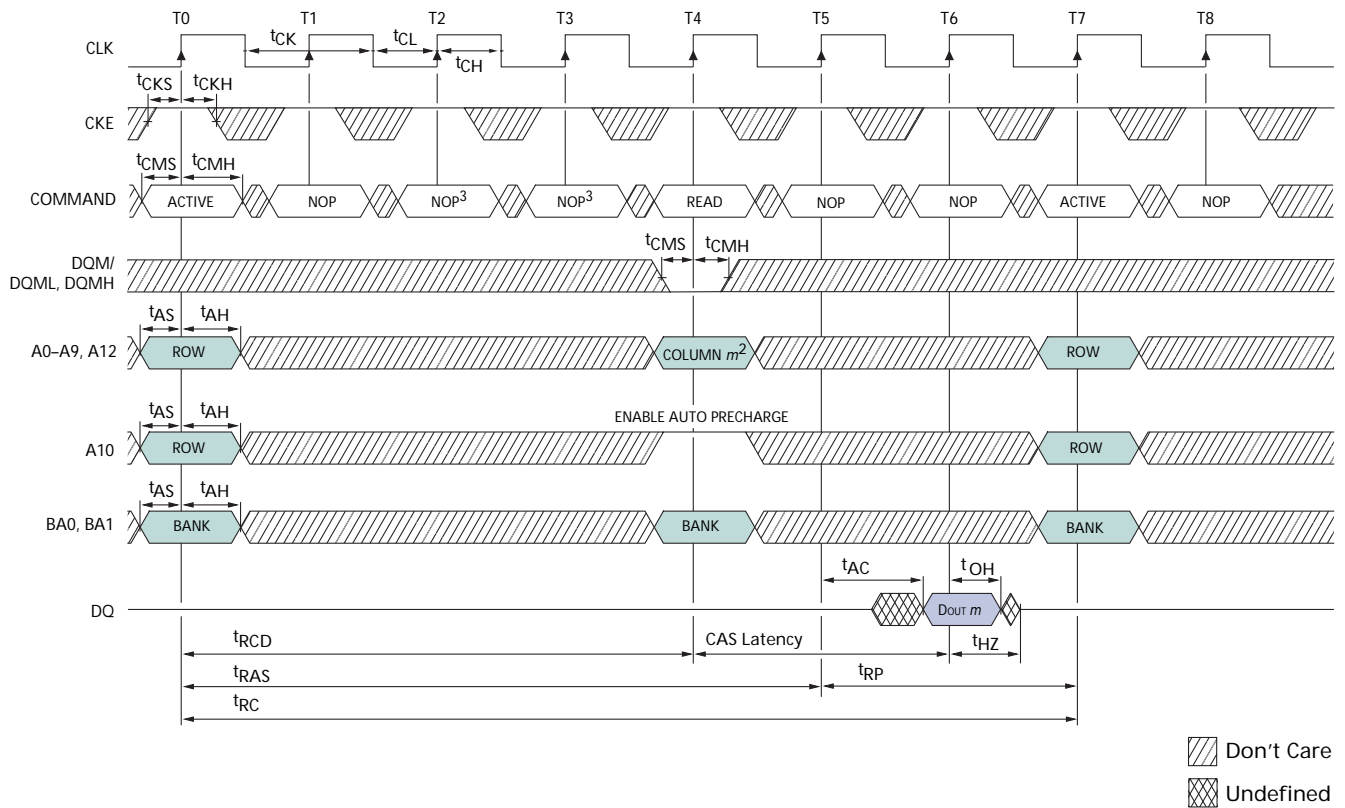 T0 T1 T2 T3 T4 T5 T6 T7 T8
CLK
tCK tCL
tCH
tCKS tCKH
CKE
tCMS tCMH
COMMAND ACTIVE NOP NOP3 NOP3 READ NOP NOP ACTIVE NOP
tCMS tCMH
DQM/
DQML, DQMH
tAS tAH
A0–A9, A12 ROW COLUMN m2 ROW
ENABLE AUTO PRECHARGE
tAS tAH
A10 ROW ROW
tAS tAH
BA0, BA1 BANK BANK BANK
tAC tOH
DQ DOUT m
tRCD CAS Latency tHZ
tRAS tRP
tRC
Don't Care
Undefined